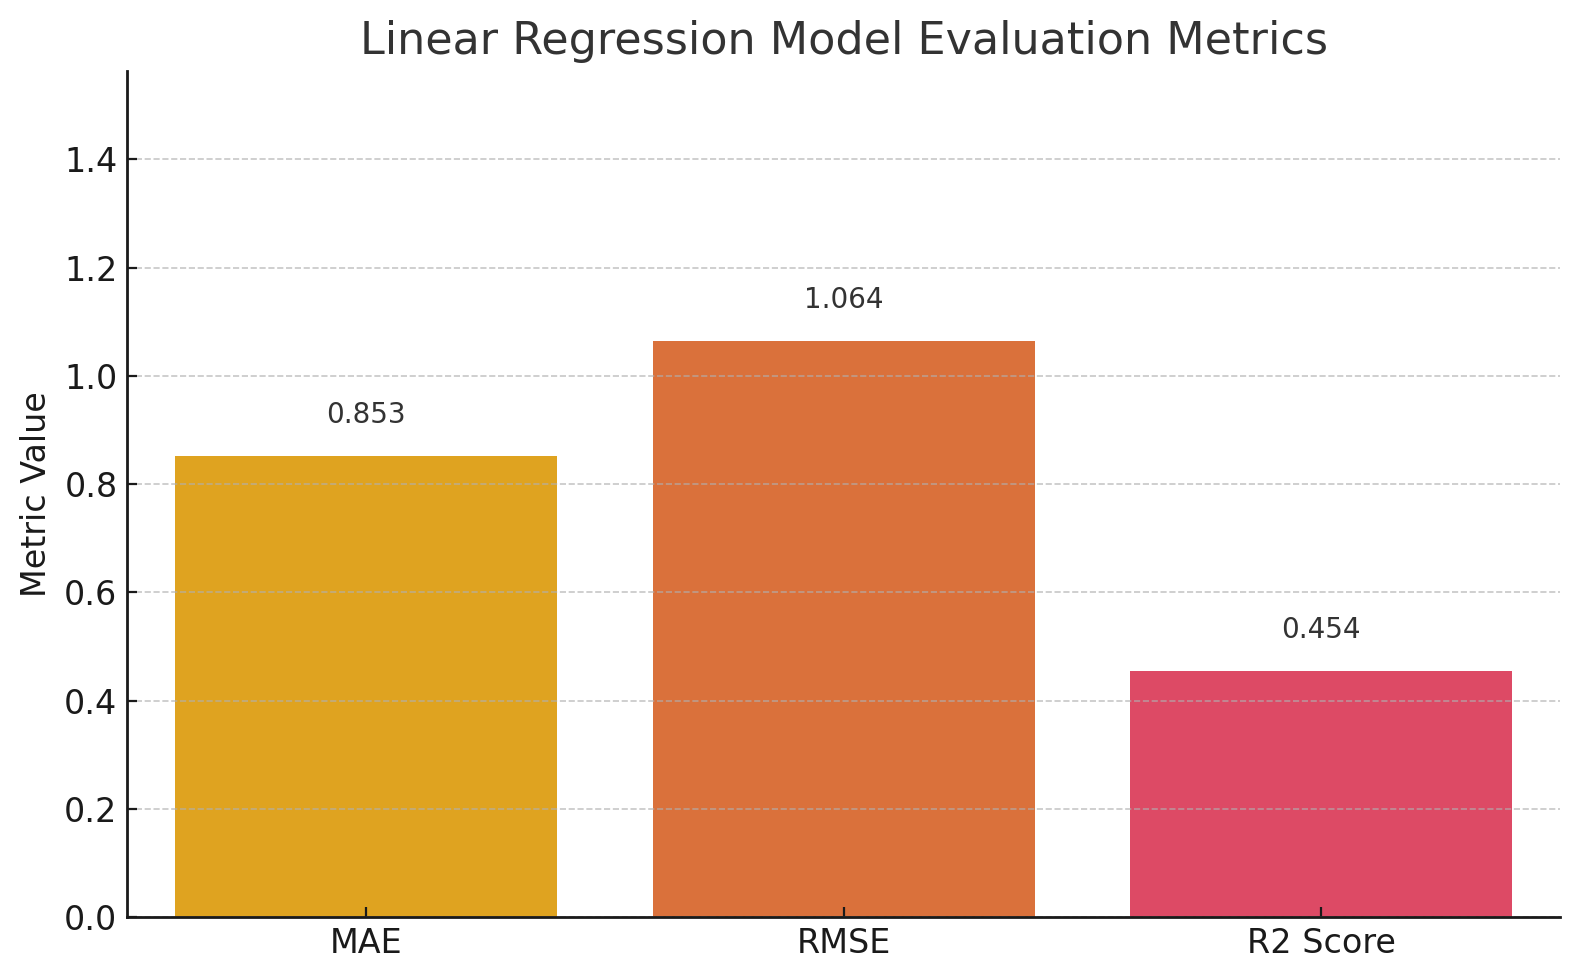 Linear Regression Model Evaluation Metrics
Metric Value
1.4
1.2
1.0
0.8
0.6
0.4
0.2
0.0
0.853
1.064
0.454
MAE
RMSE
R2 Score